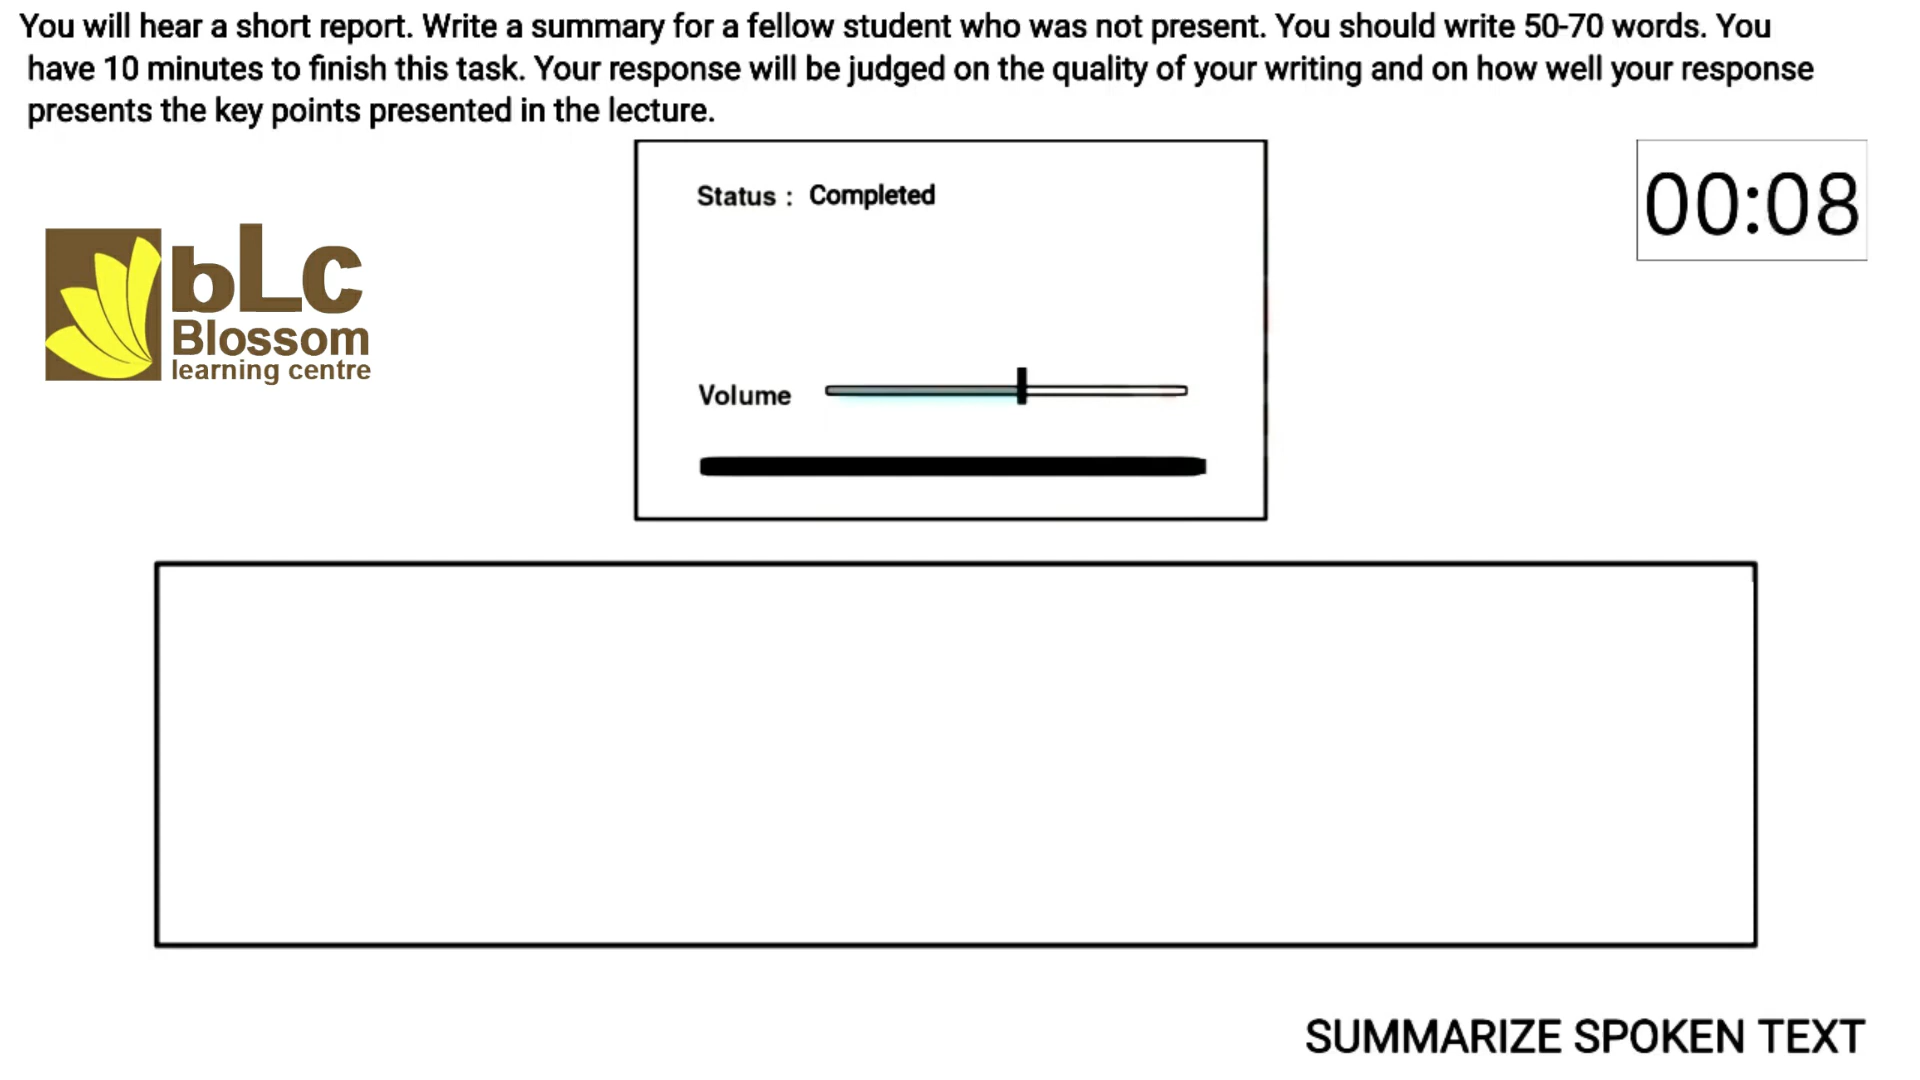 You will hear a short report. Write a summary for a fellow student who was not present. You should write 50-70 words. You
have 10 minutes to finish this task. Your response will be judged on the quality of your writing and on how well your response
presents the key points presented in the lecture.
Status : Completed
00:08
bLc
Blossom
learning centre
Volume
SUMMARIZE SPOKEN TEXT